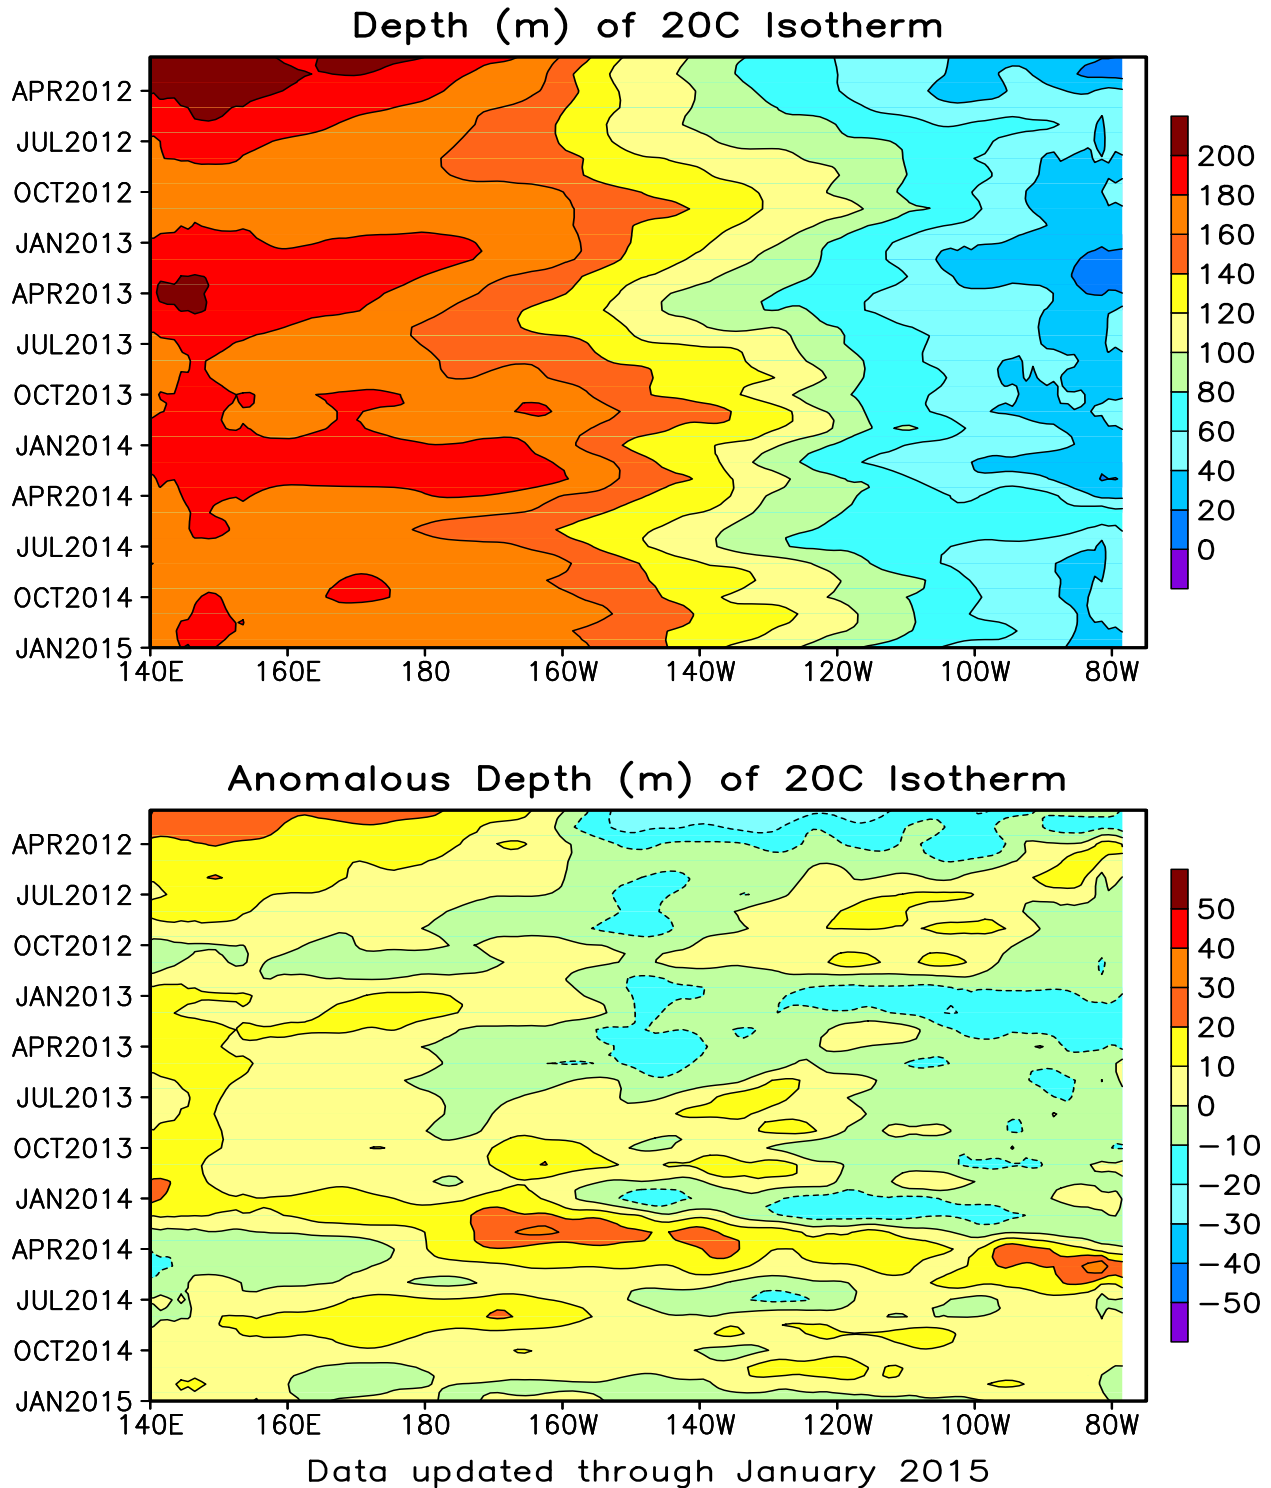 Depth (m) of 20C Isotherm
APR2012
JUL2012
OCT2012
JAN2013
APR2013
JUL2013
OCT2013
JAN2014
APR2014
JUL2014
OCT2014
JAN2015
140E 160E 180 160W 140W 120W 100W 80W
200
180
160
140
120
100
80
60
40
20
0
Anomalous Depth (m) of 20C Isotherm
APR2012
JUL2012
OCT2012
JAN2013
APR2013
JUL2013
OCT2013
JAN2014
APR2014
JUL2014
OCT2014
JAN2015
140E 160E 180 160W 140W 120W 100W 80W
50
40
30
20
10
0
−10
−20
−30
−40
−50
Data updated through January 2015